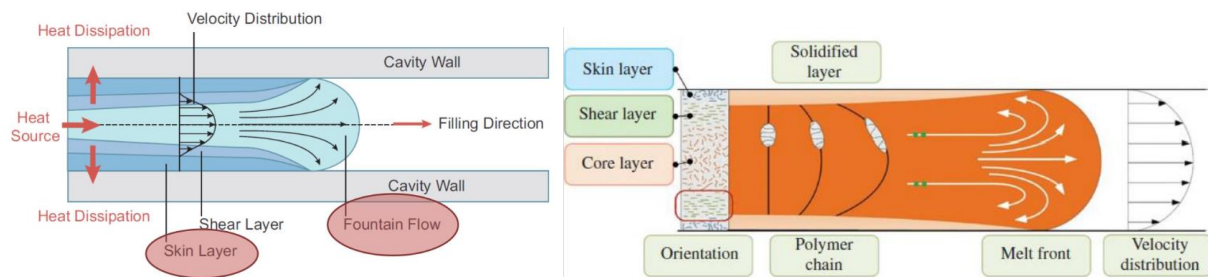 Velocity Distribution
Heat Dissipation
Cavity Wall
Heat
Source
Filling Direction
Cavity Wall
Heat Dissipation
Shear Layer
Fountain Flow
Skin Layer
Solidified
layer
Skin layer
Shear layer
Core layer
Orientation
Polymer
chain
Melt front
Velocity
distribution